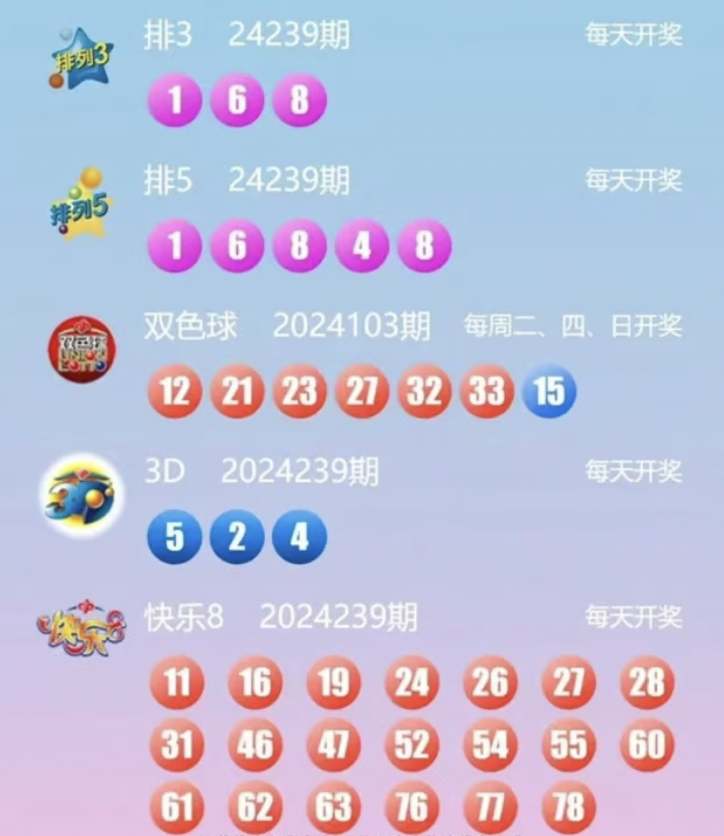 排列3
排3 24239期 每天开奖
1 6 8
排列5
排5 24239期 每天开奖
1 6 8 4 8
双色球
UNION
LOTTO
双色球 2024103期 每周二、四、日开奖
12 21 23 27 32 33 15
3D
3D 2024239期 每天开奖
5 2 4
快乐8 2024239期 每天开奖
11 16 19 24 26 27 28
31 46 47 52 54 55 60
61 62 63 76 77 78